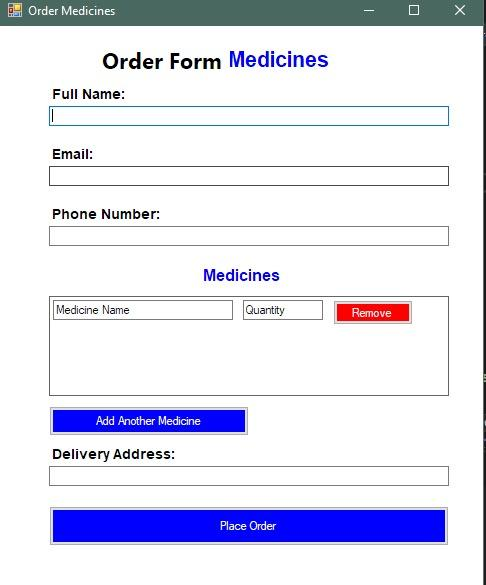 Order Medicines
Order Form Medicines
Full Name:
Email:
Phone Number:
Medicines
Medicine Name Quantity Remove
Add Another Medicine
Delivery Address:
Place Order